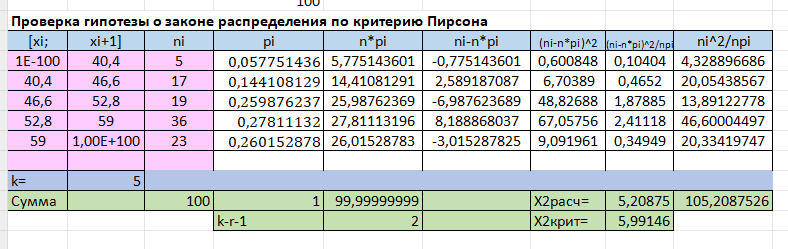 100
Проверка гипотезы о законе распределения по критерию Пирсона
[xi; xi+1] ni pi n*pi ni-n*pi (ni-n*pi)^2 (ni-n*pi)^2/npi ni^2/npi
1E-100 40,4 5 0,057751436 5,775143601 -0,775143601 0,600848 0,10404 4,328896686
40,4 46,6 17 0,144108129 14,41081291 2,589187087 6,70389 0,4652 20,05438567
46,6 52,8 19 0,259876237 25,98762369 -6,987623689 48,82688 1,87885 13,89122778
52,8 59 36 0,27811132 27,81113196 8,188868037 67,05756 2,41118 46,60004497
59 1,00E+100 23 0,260152878 26,01528783 -3,015287825 9,091961 0,34949 20,33419747
k= 5
Сумма 100 1 99,99999999 X2расч= 5,20875 105,2087526
k-r-1 2 X2крит= 5,99146